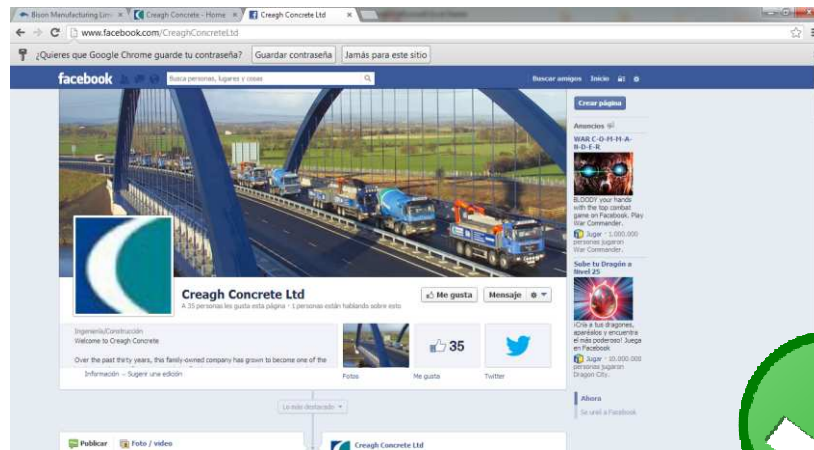 Bison Manufacturing Lim
Creagh Concrete - Home
Creagh Concrete Ltd
www.facebook.com/CreaghConcreteLtd
¿Quieres que Google Chrome guarde tu contraseña? Guardar contraseña Jamás para este sitio
facebook
Busca personas, lugares y cosas
Buscar amigos Inicio
Crear página
Anuncios
WAR C-O-M-M-A-
N-D-E-R
BLOODY your hands
with the top combat
game on Facebook. Play
War Commander.
Jugar · 1.000.000
personas jugaron
War Commander.
Sube tu Dragón a
Nivel 25
¡Cría a tus dragones,
aparéalos y encuentra
el más poderoso! Juega
en Facebook
Jugar · 10.000.000
personas jugaron
Dragon City.
Ahora
Se unió a Facebook
Creagh Concrete Ltd
A 35 personas les gusta esta página · 1 personas están hablando sobre esto
Me gusta Mensaje
Ingeniería/Construcción
Welcome to Creagh Concrete
Over the past thirty years, this family-owned company has grown to become one of the
Información - Sugerir una edición
35
Fotos Me gusta Twitter
Lo más destacado
Publicar Foto / video
Creagh Concrete Ltd